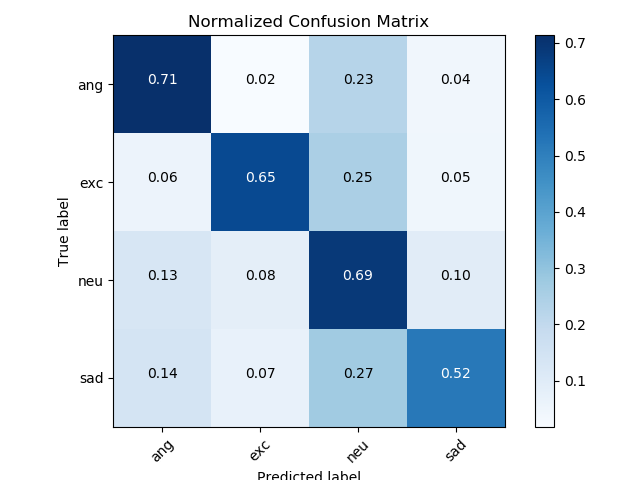 Normalized Confusion Matrix
True label
ang 0.71 0.02 0.23 0.04
exc 0.06 0.65 0.25 0.05
neu 0.13 0.08 0.69 0.10
sad 0.14 0.07 0.27 0.52
ang exc neu sad
Predicted label
0.7
0.6
0.5
0.4
0.3
0.2
0.1